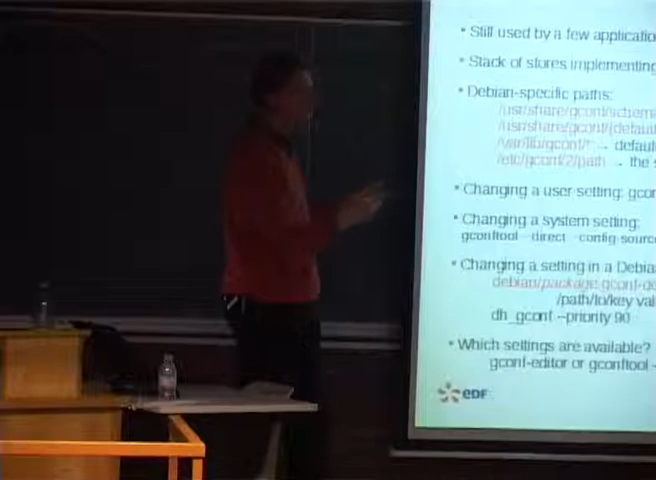 • Still used by a few applicatio
• Stack of stores implementing
• Debian-specific paths:
/usr/share/gconf/schema
/usr/share/gconf/{default
/var/lib/gconf/* → default
/etc/gconf/2/path → the s
• Changing a user setting: gcon
• Changing a system setting:
gconftool --direct --config-source
• Changing a setting in a Debia
debian/package.gconf-de
/path/to/key val
dh_gconf --priority 90
• Which settings are available?
gconf-editor or gconftool -
eDF